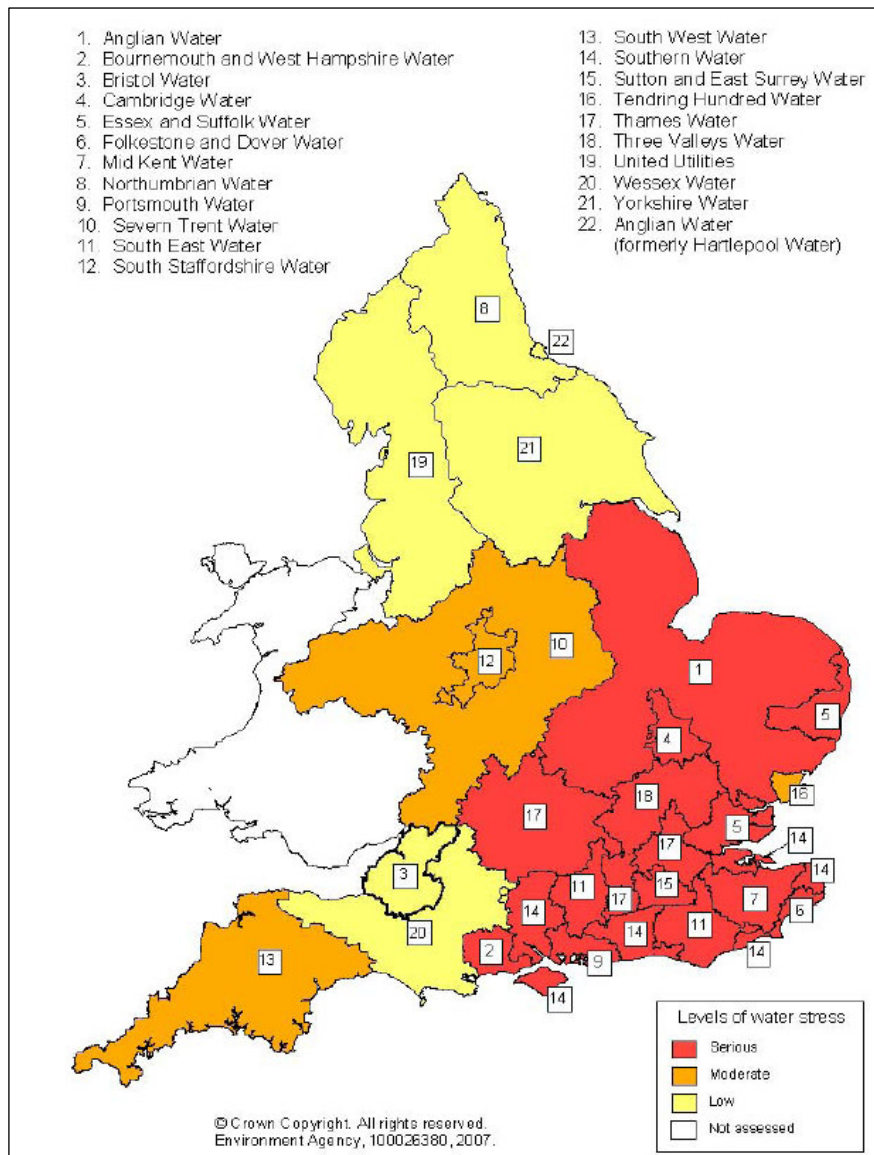 1. Anglian Water
2. Bournemouth and West Hampshire Water
3. Bristol Water
4. Cambridge Water
5. Essex and Suffolk Water
6. Folkestone and Dover Water
7. Mid Kent Water
8. Northumbrian Water
9. Portsmouth Water
10. Severn Trent Water
11. South East Water
12. South Staffordshire Water
13. South West Water
14. Southern Water
15. Sutton and East Surrey Water
16. Tendring Hundred Water
17. Thames Water
18. Three Valleys Water
19. United Utilities
20. Wessex Water
21. Yorkshire Water
22. Anglian Water
(formerly Hartlepool Water)
8
22
21
19
10
12
1
5
4
16
18
17
5
14
17
3
11
15
14
7
17
6
14
14
11
20
2
9
14
13
14
Levels of water stress
Serious
Moderate
Low
Not assessed
© Crown Copyright. All rights reserved.
Environment Agency, 100026380, 2007.